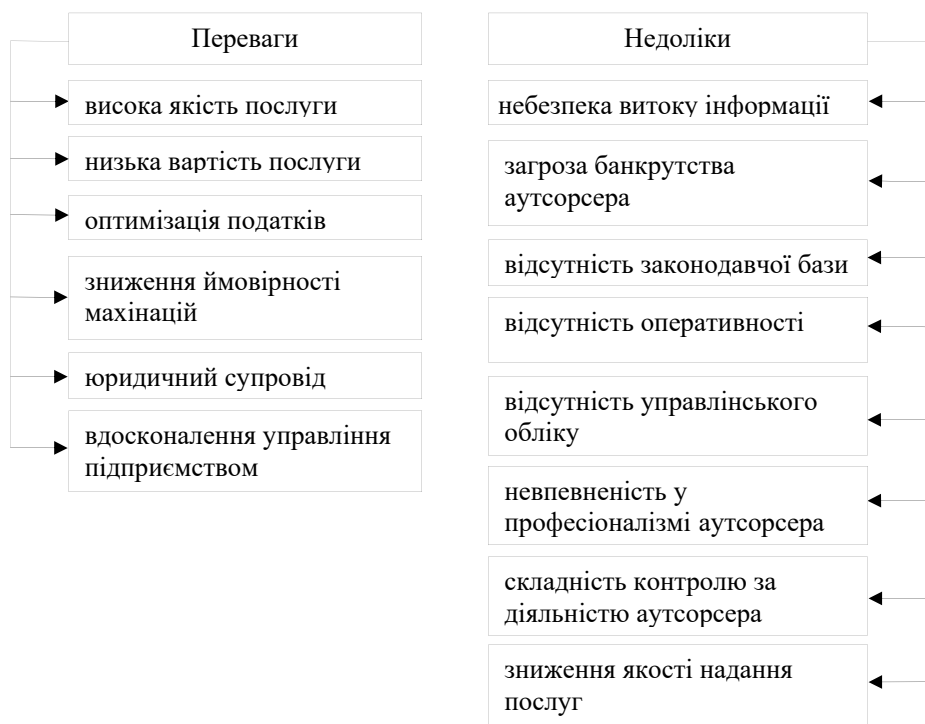 Переваги
висока якість послуги
низька вартість послуги
оптимізація податків
зниження ймовірності
махінацій
юридичний супровід
вдосконалення управління
підприємством
Недоліки
небезпека витоку інформації
загроза банкрутства
аутсорсера
відсутність законодавчої бази
відсутність оперативності
відсутність управлінського
обліку
невпевненість у
професіоналізмі аутсорсера
складність контролю за
діяльністю аутсорсера
зниження якості надання
послуг